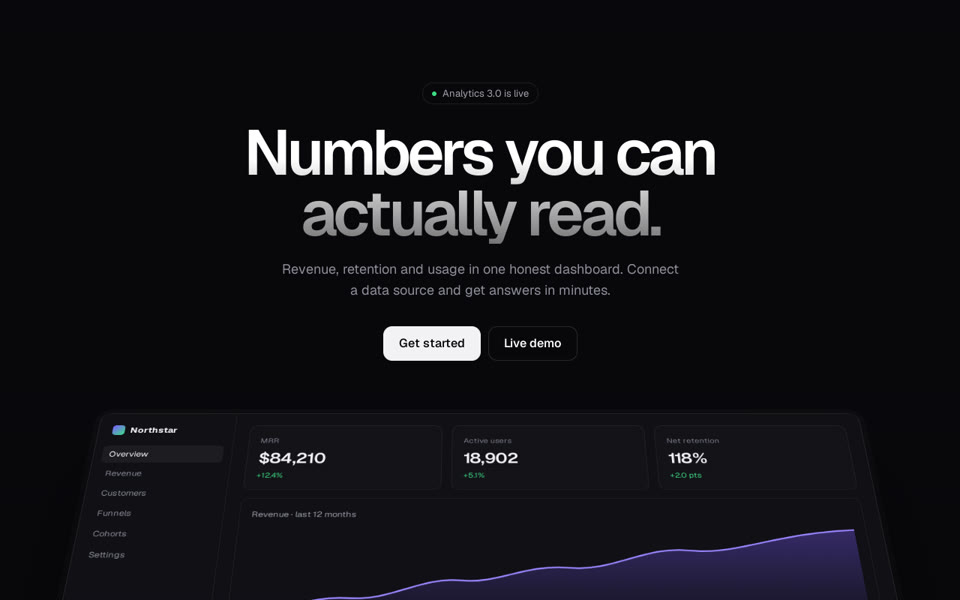 Analytics 3.0 is live
Numbers you can
actually read.
Revenue, retention and usage in one honest dashboard. Connect
a data source and get answers in minutes.
Get started
Live demo
Northstar
Overview
Revenue
Customers
Funnels
Cohorts
Settings
MRR
$84,210
+12.4%
Active users
18,902
+5.1%
Net retention
118%
+2.0 pts
Revenue · last 12 months